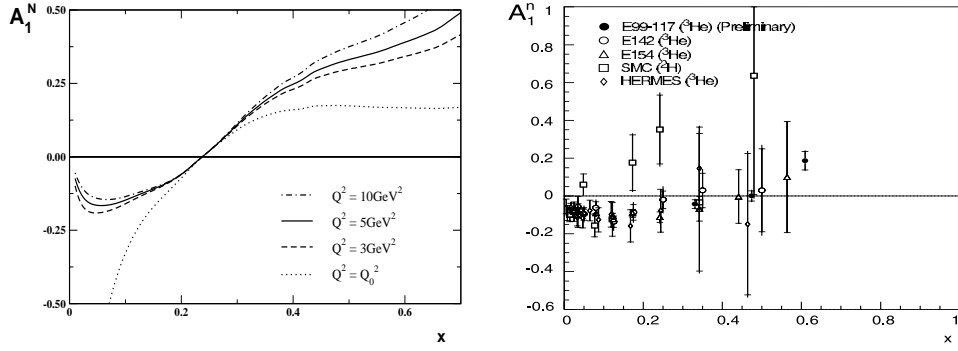 A₁ᴺ
0.50
0.25
0.00
-0.25
-0.50
Q² = 10GeV²
Q² = 5GeV²
Q² = 3GeV²
Q² = Q₀²
0.0
0.2
0.4
0.6
x
A₁ⁿ
1
0.8
0.6
0.4
0.2
0
-0.2
-0.4
-0.6
E99-117 (³He) (Preliminary)
E142 (³He)
E154 (³He)
SMC (²H)
HERMES (³He)
0
0.2
0.4
0.6
0.8
1
x